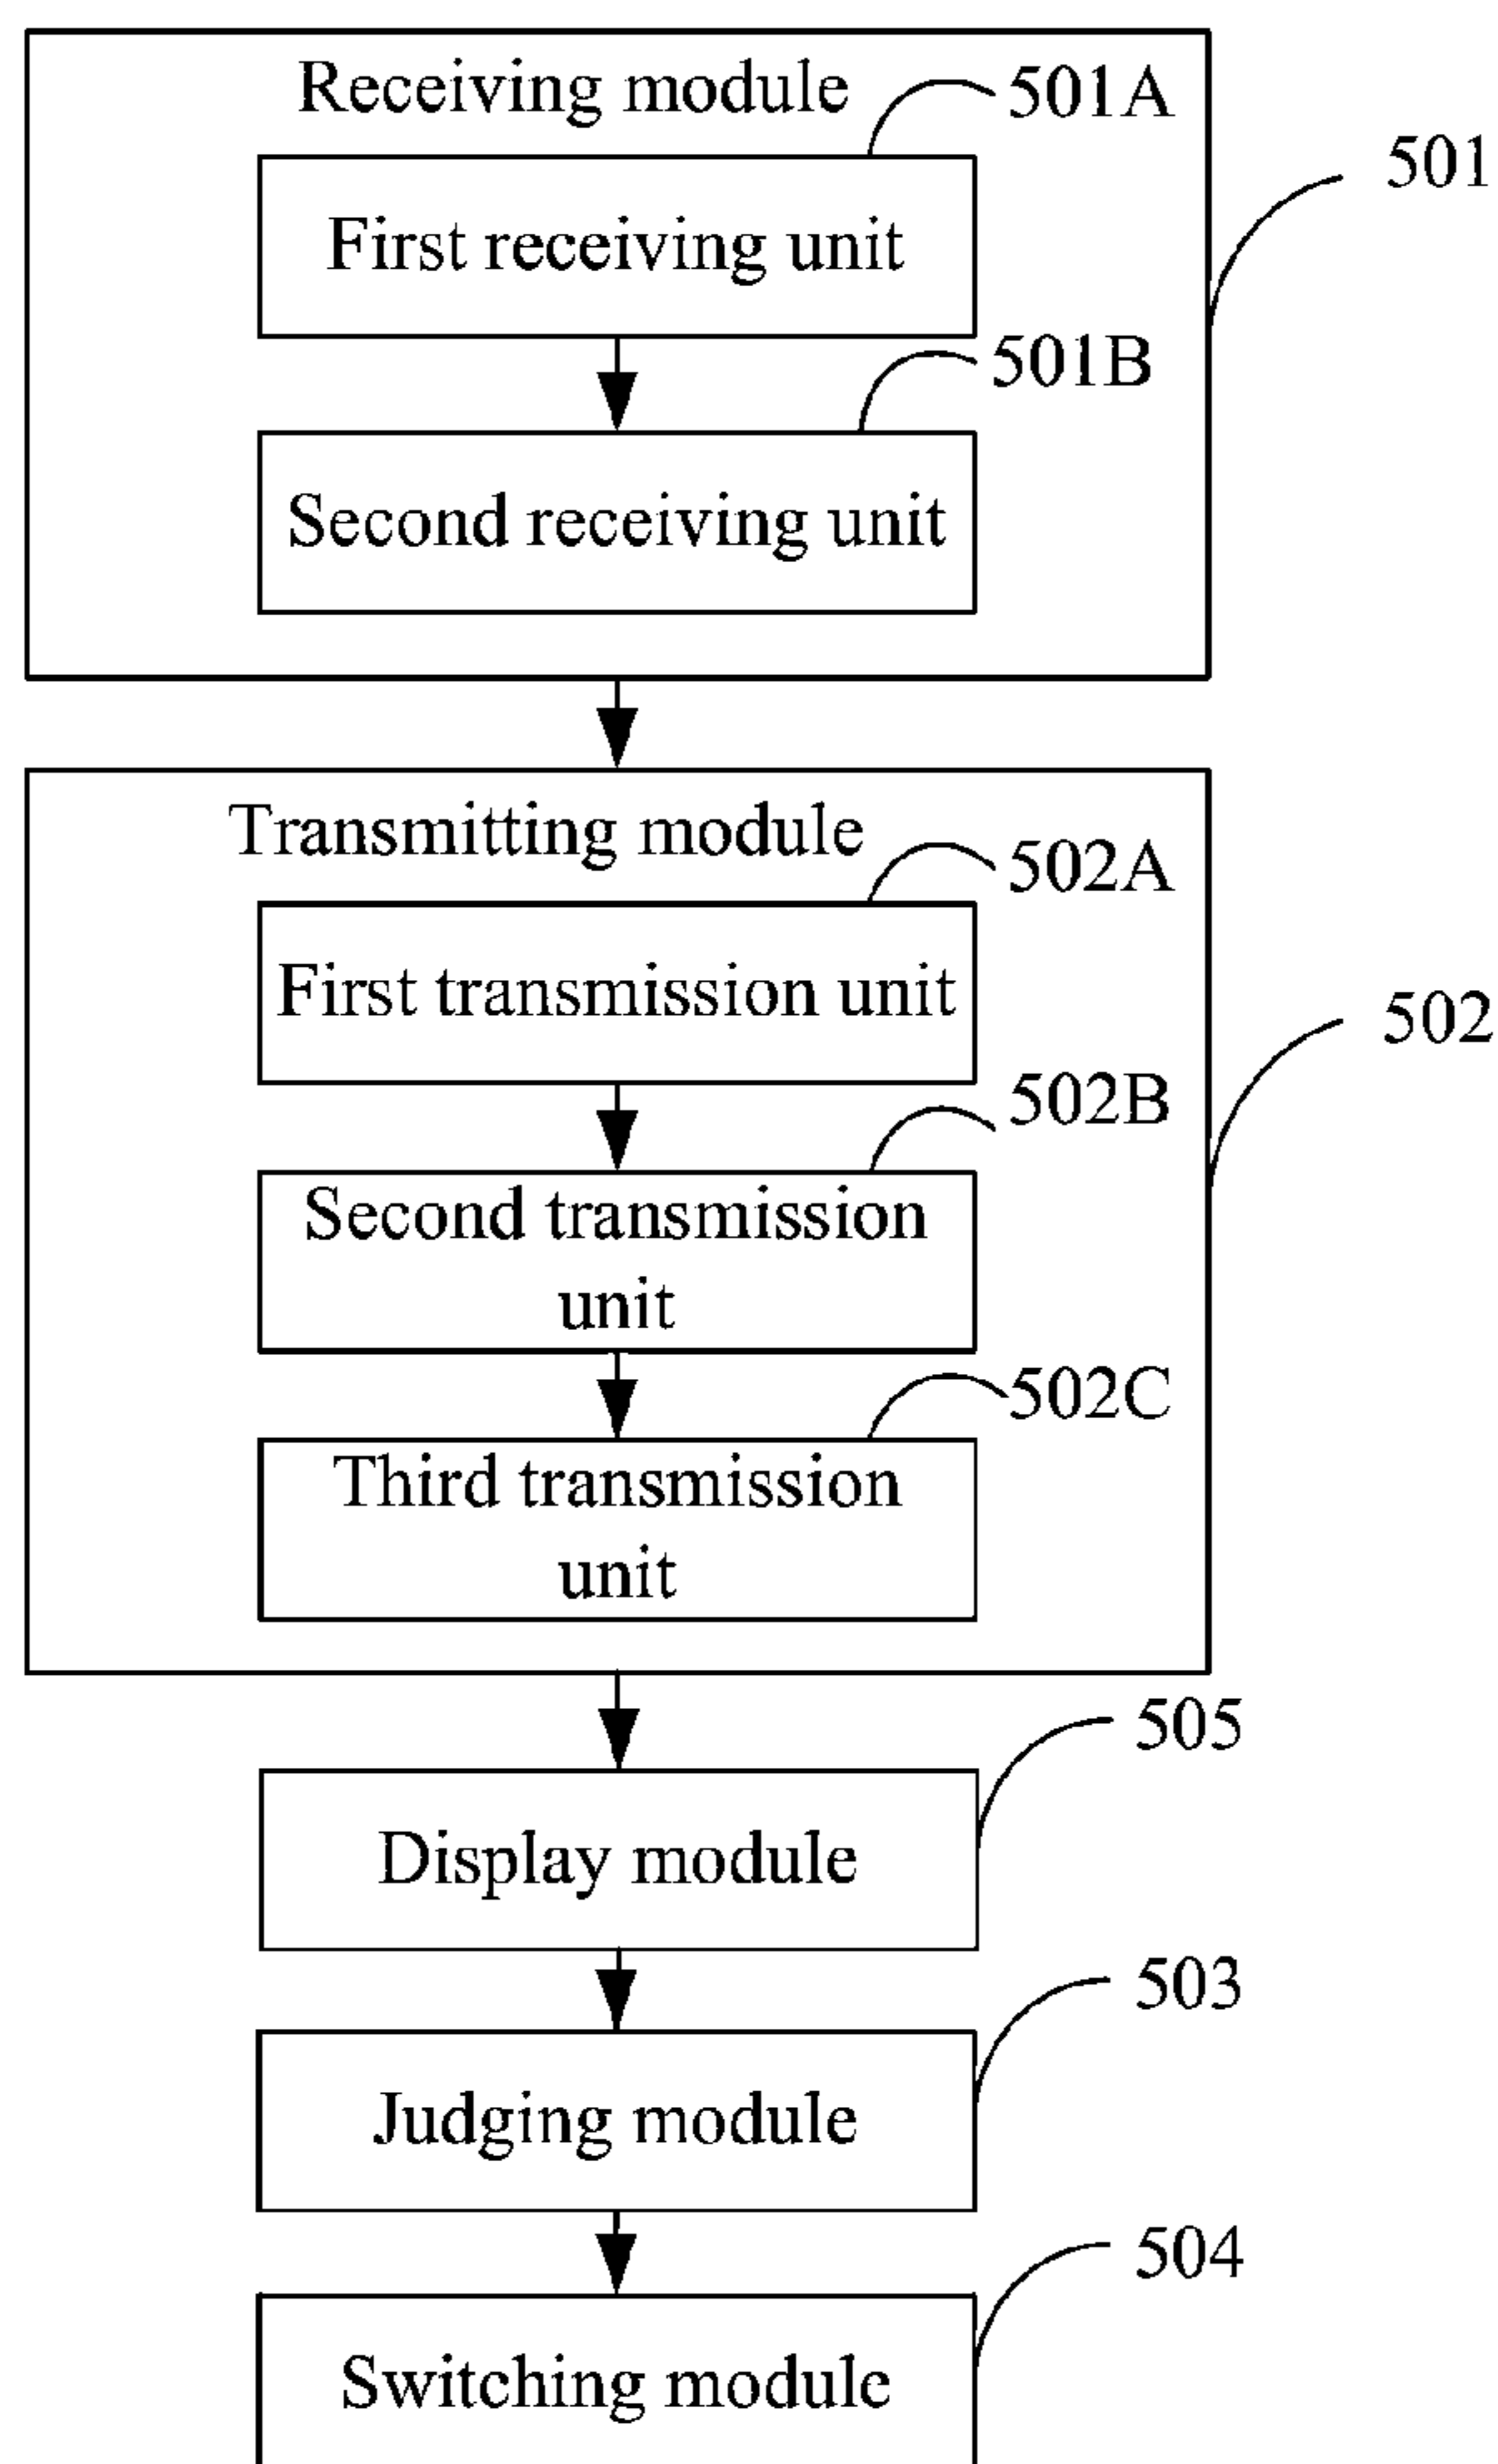 Receiving module
501A
501
First receiving unit
501B
Second receiving unit
Transmitting module
502A
First transmission unit
502
502B
Second transmission
unit
502C
Third transmission
unit
505
Display module
503
Judging module
504
Switching module